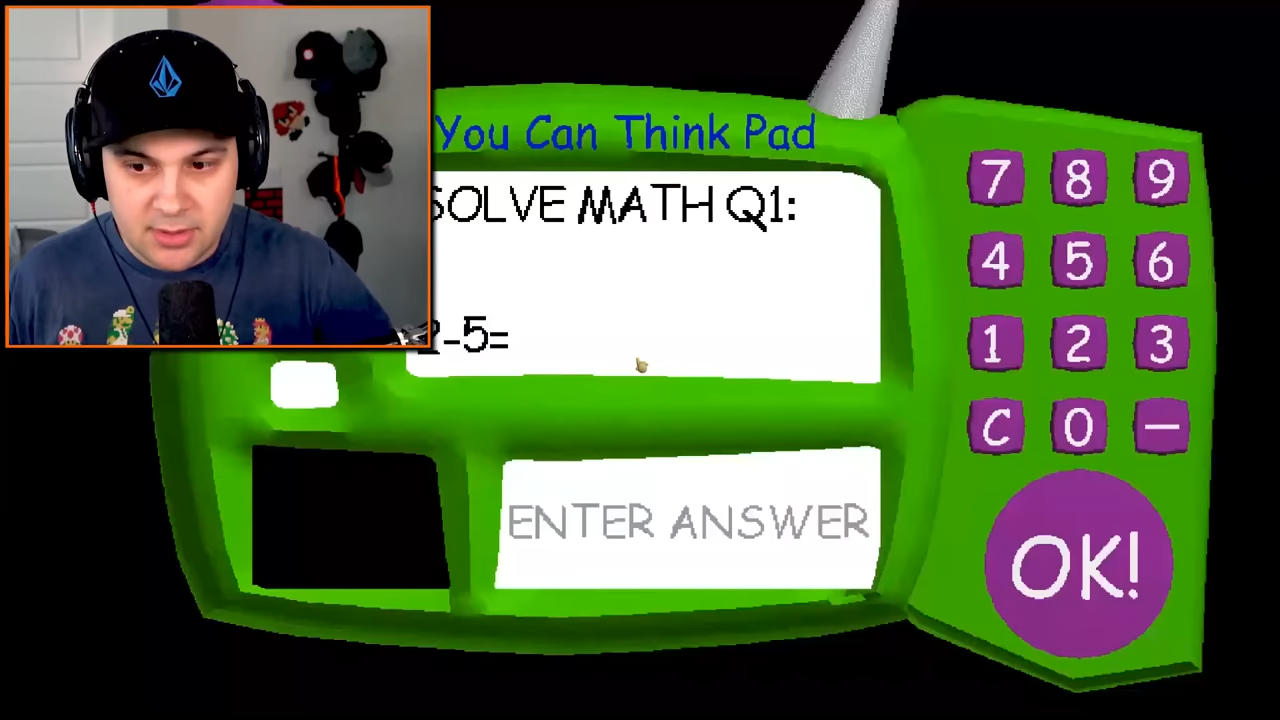 You Can Think Pad
SOLVE MATH Q1:
2-5=
ENTER ANSWER
7 8 9
4 5 6
1 2 3
C 0 —
OK!